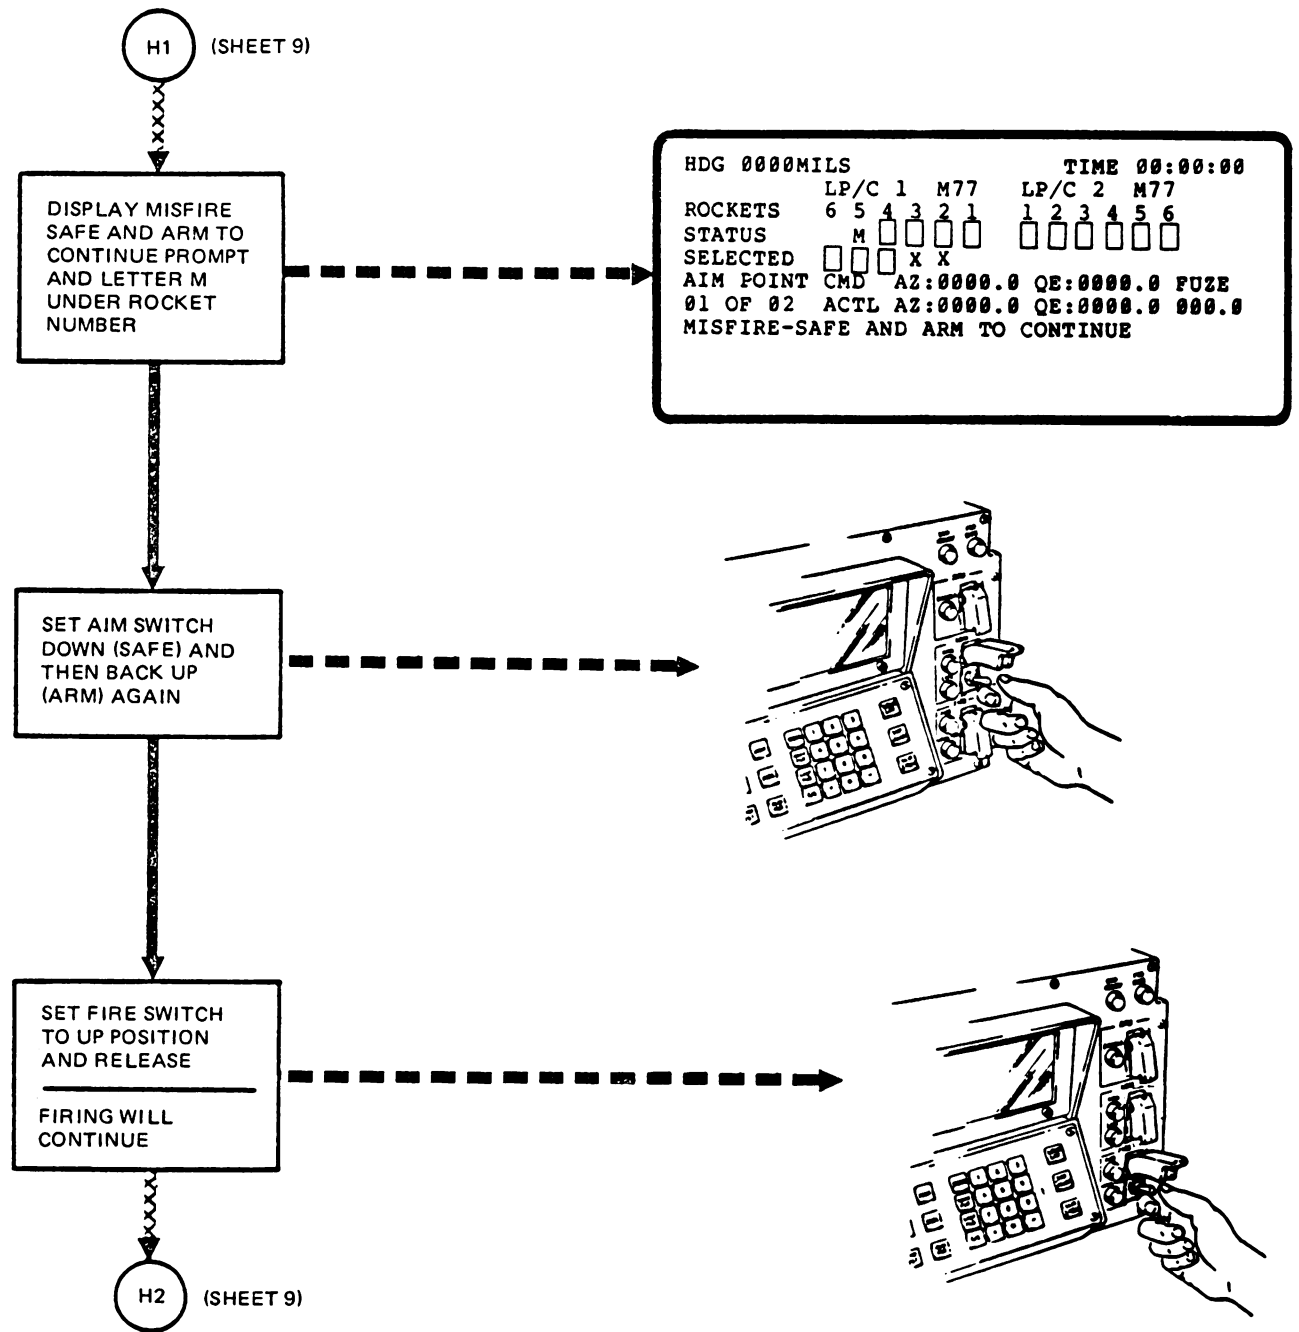 H1 (SHEET 9)
DISPLAY MISFIRE
SAFE AND ARM TO
CONTINUE PROMPT
AND LETTER M
UNDER ROCKET
NUMBER
HDG 0000MILS TIME 00:00:00
LP/C 1 M77 LP/C 2 M77
ROCKETS 6 5 4 3 2 1 1 2 3 4 5 6
STATUS M
SELECTED X X
AIM POINT CMD AZ:0000.0 QE:0000.0 FUZE
01 OF 02 ACTL AZ:0000.0 QE:0000.0 000.0
MISFIRE-SAFE AND ARM TO CONTINUE
SET AIM SWITCH
DOWN (SAFE) AND
THEN BACK UP
(ARM) AGAIN
SET FIRE SWITCH
TO UP POSITION
AND RELEASE
FIRING WILL
CONTINUE
H2 (SHEET 9)